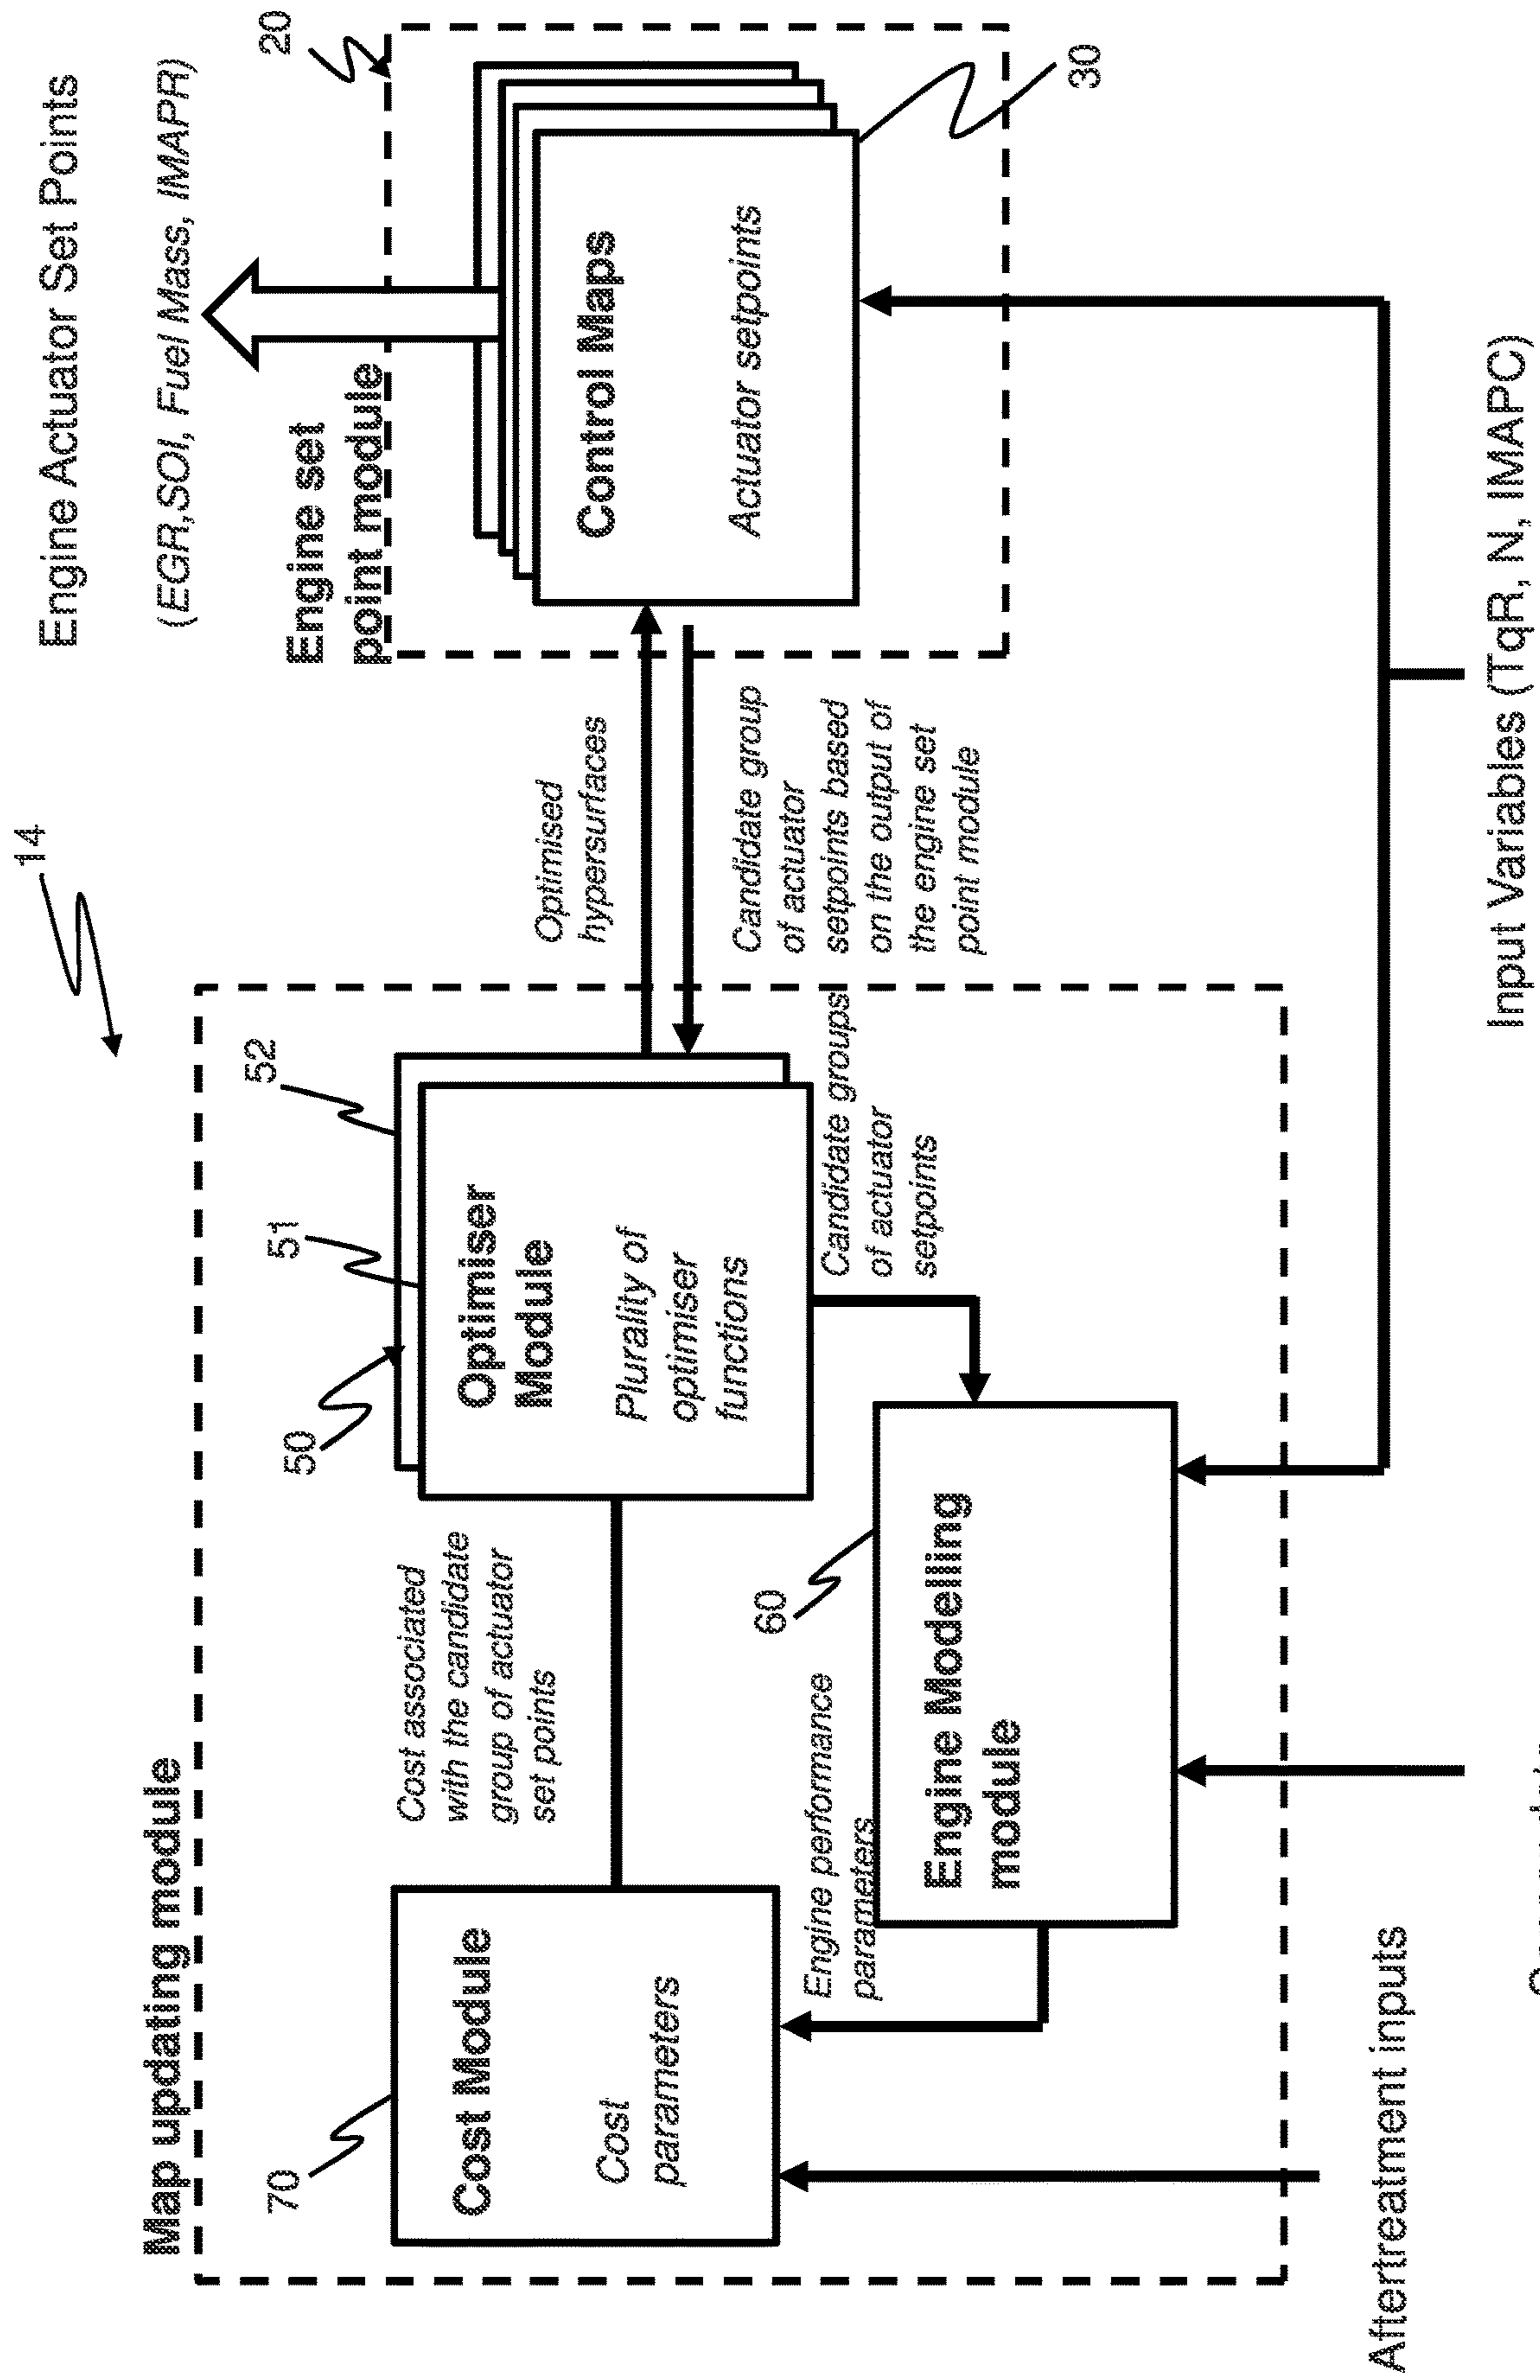 14
Engine Actuator Set Points
(EGR,SOI, Fuel Mass, IMAPR)
20
Engine set
point module
Control Maps
Actuator setpoints
30
Optimised
hypersurfaces
Candidate group
of actuator
setpoints based
on the output of
the engine set
point module
Map updating module
50
51
52
Optimiser
Module
Plurality of
optimiser
functions
Candidate groups
of actuator
setpoints
Cost associated
with the candidate
group of actuator
set points
70
Cost Module
Cost
parameters
Engine performance
parameters
60
Engine Modelling
module
Aftertreatment inputs
Input Variables (TqR, N, IMAPC)